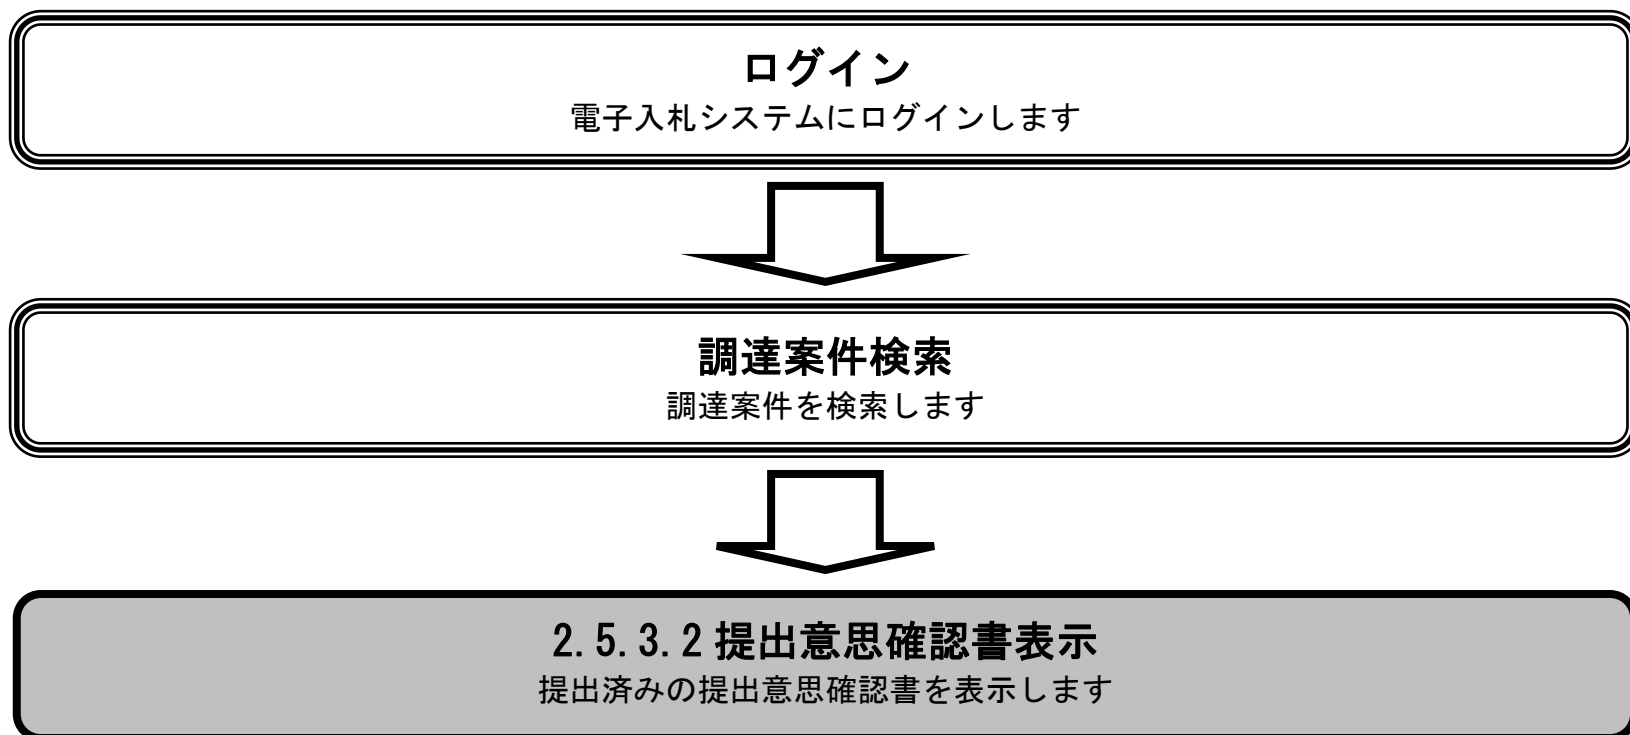 ログイン
電子入札システムにログインします
調達案件検索
調達案件を検索します
2.5.3.2 提出意思確認書表示
提出済みの提出意思確認書を表示します